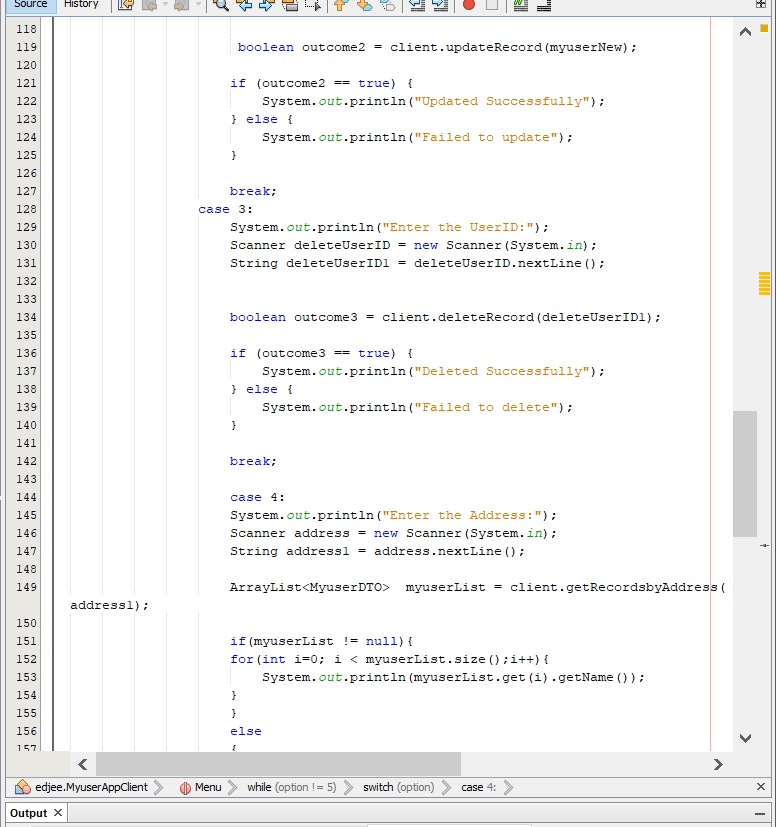 Source History
118
119 boolean outcome2 = client.updateRecord(myuserNew);
120
121 if (outcome2 == true) {
122 System.out.println("Updated Successfully");
123 } else {
124 System.out.println("Failed to update");
125 }
126
127 break;
128 case 3:
129 System.out.println("Enter the UserID:");
130 Scanner deleteUserID = new Scanner(System.in);
131 String deleteUserID1 = deleteUserID.nextLine();
132
133
134 boolean outcome3 = client.deleteRecord(deleteUserID1);
135
136 if (outcome3 == true) {
137 System.out.println("Deleted Successfully");
138 } else {
139 System.out.println("Failed to delete");
140 }
141
142 break;
143
144 case 4:
145 System.out.println("Enter the Address:");
146 Scanner address = new Scanner(System.in);
147 String address1 = address.nextLine();
148
149 ArrayList<MyuserDTO>  myuserList = client.getRecordsbyAddress(
address1);
150
151 if(myuserList != null){
152 for(int i=0; i < myuserList.size();i++){
153 System.out.println(myuserList.get(i).getName());
154 }
155 }
156 else
157 {
edjee.MyuserAppClient Menu while (option != 5) switch (option) case 4:
Output